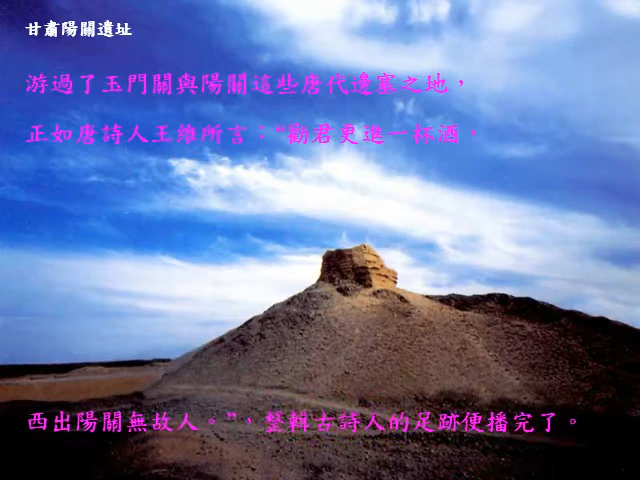 甘肅陽關遺址
游過了玉門關與陽關這些唐代邊塞之地，
正如唐詩人王維所言："勸君更進一杯酒，
西出陽關無故人。"，整輯古詩人的足跡便播完了。